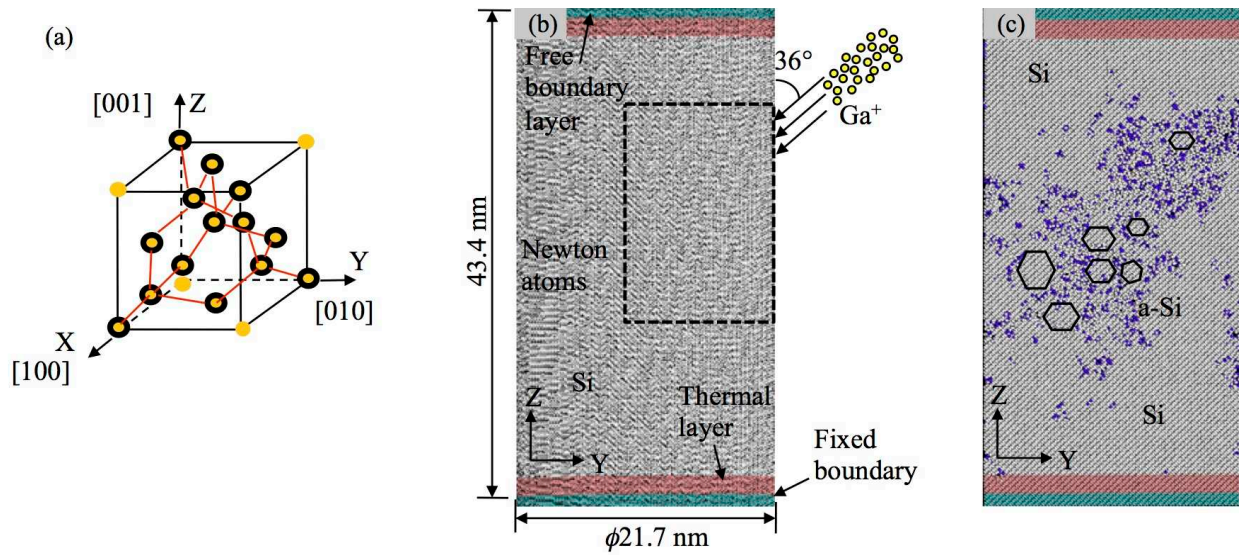 (a)
[001]
Z
Y
[010]
X
[100]
(b)
Free
boundary
layer
43.4 nm
Newton
atoms
Si
Z
Y
Thermal
layer
Fixed
boundary
ϕ21.7 nm
36°
Ga⁺
(c)
Si
a-Si
Si
Z
Y